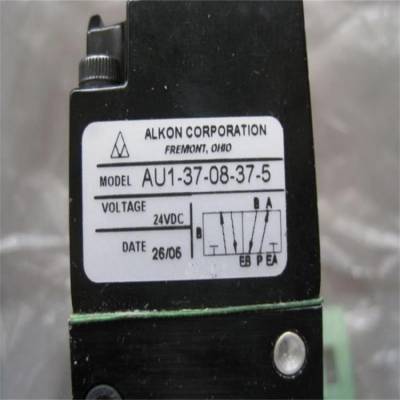 ALKON CORPORATION
FREMONT, OHIO
MODEL AU1-37-08-37-5
VOLTAGE 24VDC
B A
B
EB P EA
DATE 26/06